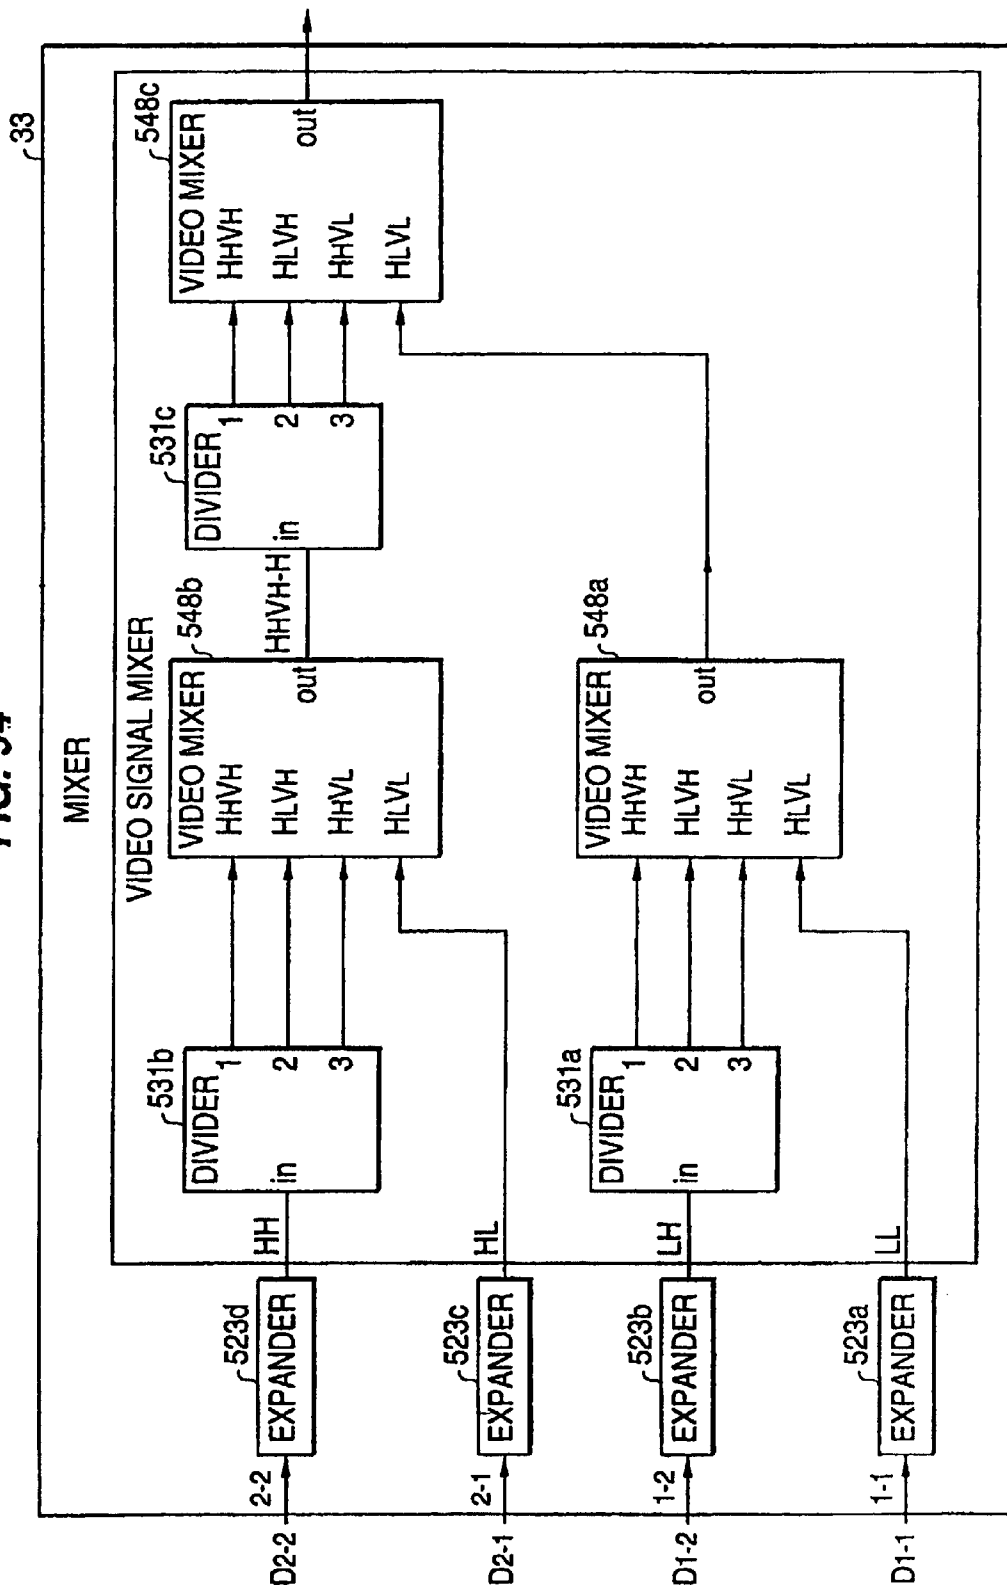 33
MIXER
VIDEO SIGNAL MIXER
D2-2
2-2
EXPANDER
523d
HH
DIVIDER
531b
in
1
2
3
VIDEO MIXER
548b
HHVH
HLVH
HHVL
HLVL
out
HHVH-H
DIVIDER
531c
in
1
2
3
VIDEO MIXER
548c
HHVH
HLVH
HHVL
HLVL
out
D2-1
2-1
EXPANDER
523c
HL
D1-2
1-2
EXPANDER
523b
LH
DIVIDER
531a
in
1
2
3
VIDEO MIXER
548a
HHVH
HLVH
HHVL
HLVL
out
D1-1
1-1
EXPANDER
523a
LL